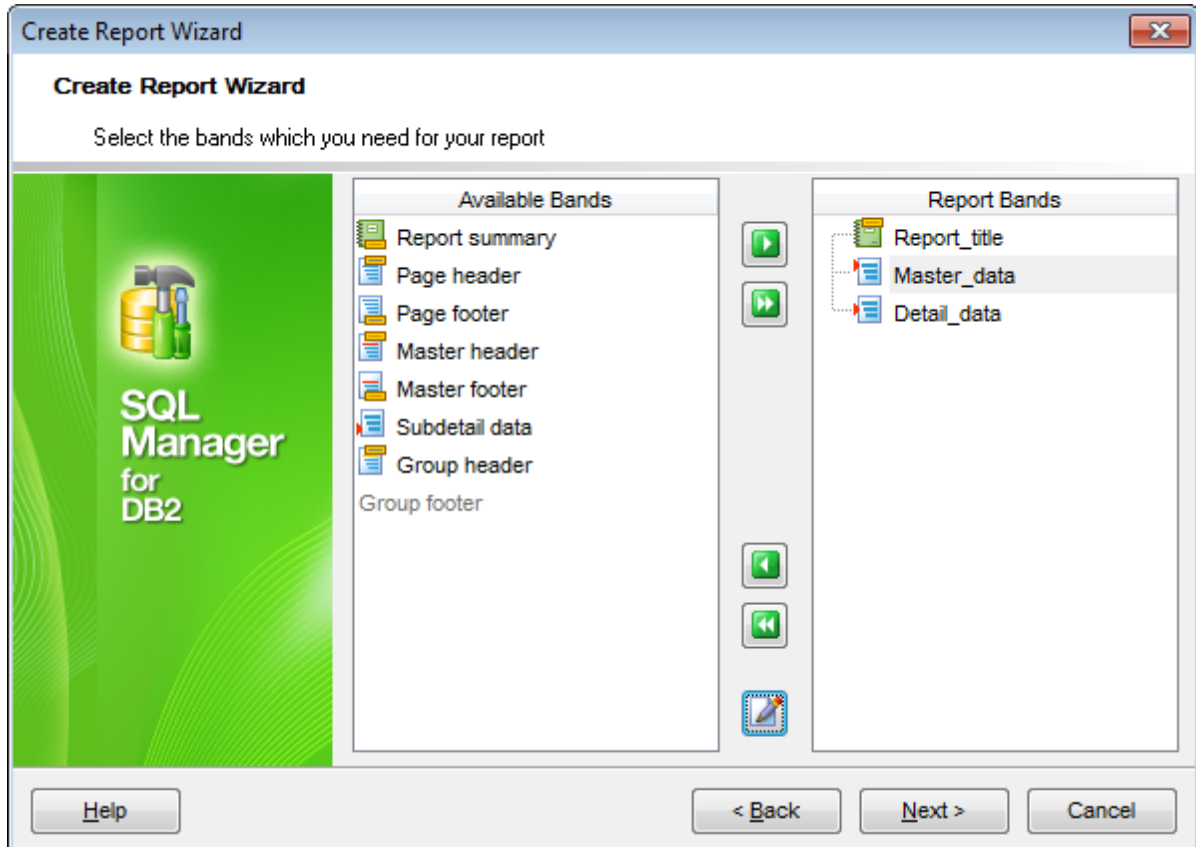 Create Report Wizard
Create Report Wizard
Select the bands which you need for your report
SQL
Manager
for
DB2
Available Bands
Report summary
Page header
Page footer
Master header
Master footer
Subdetail data
Group header
Group footer
Report Bands
Report_title
Master_data
Detail_data
Help
< Back
Next >
Cancel